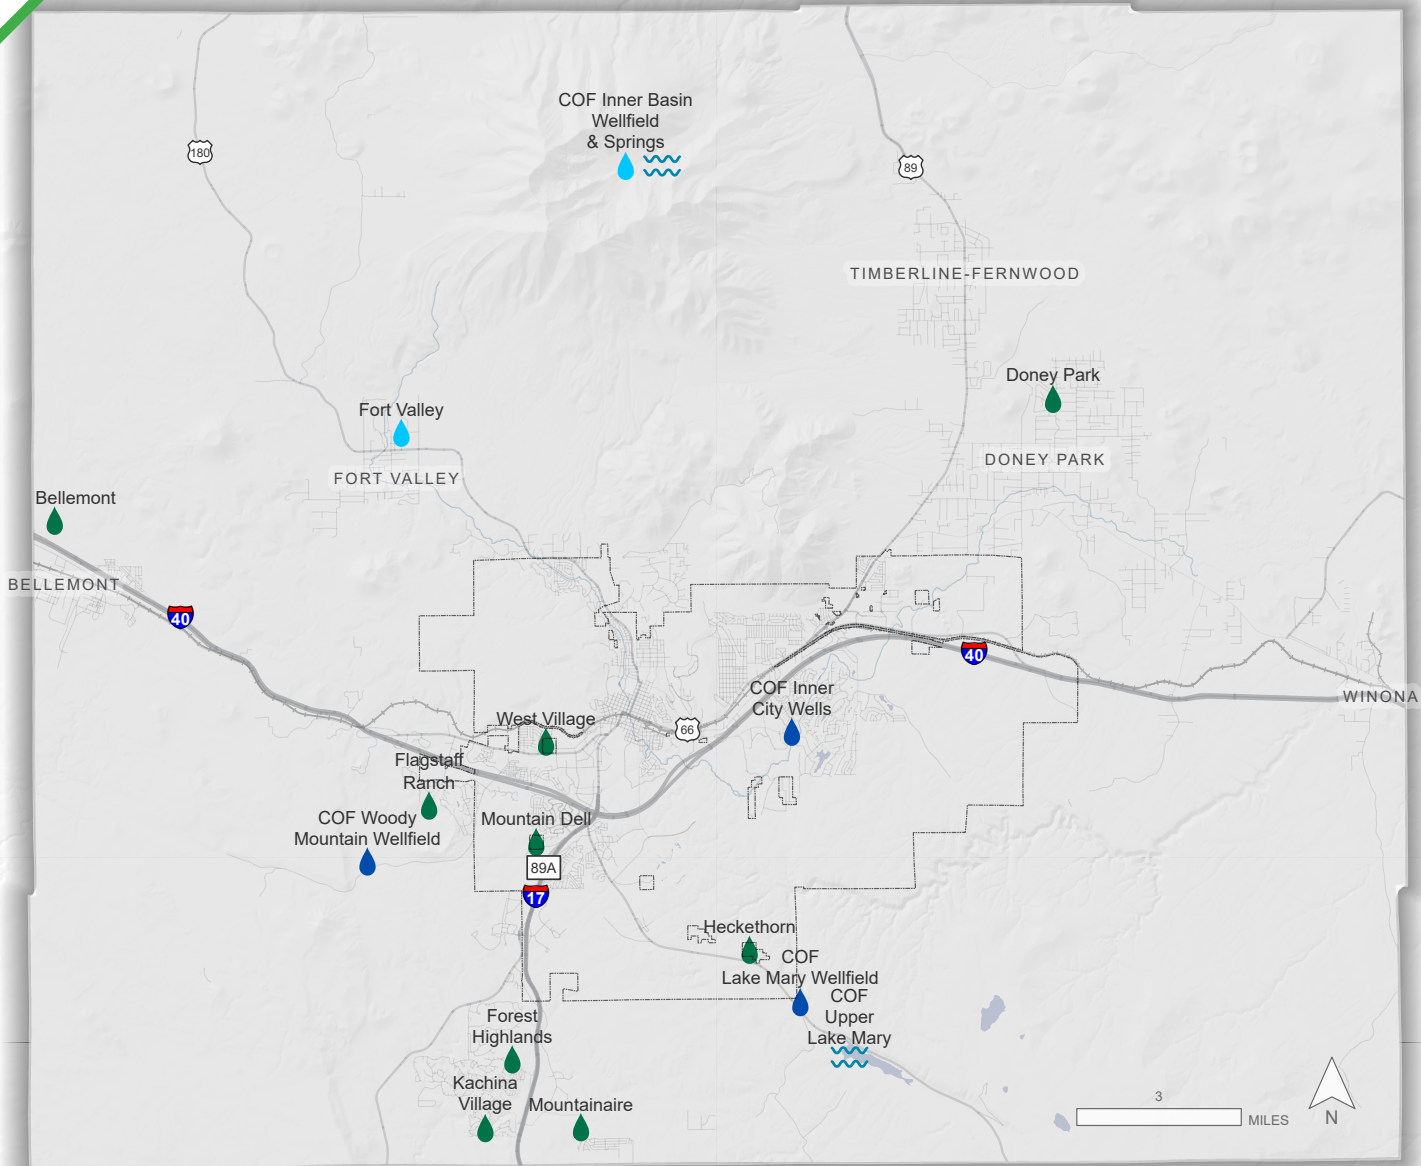 COF Inner Basin
Wellfield
& Springs
180
89
TIMBERLINE-FERNWOOD
Doney Park
Fort Valley
DONEY PARK
FORT VALLEY
Bellemont
BELLEMONT
40
40
COF Inner
City Wells
WINONA
West Village
66
Flagstaff
Ranch
COF Woody
Mountain Wellfield
Mountain Dell
89A
17
Heckethorn
COF
Lake Mary Wellfield
COF
Upper
Lake Mary
Forest
Highlands
Kachina
Village
Mountainaire
3
MILES
N